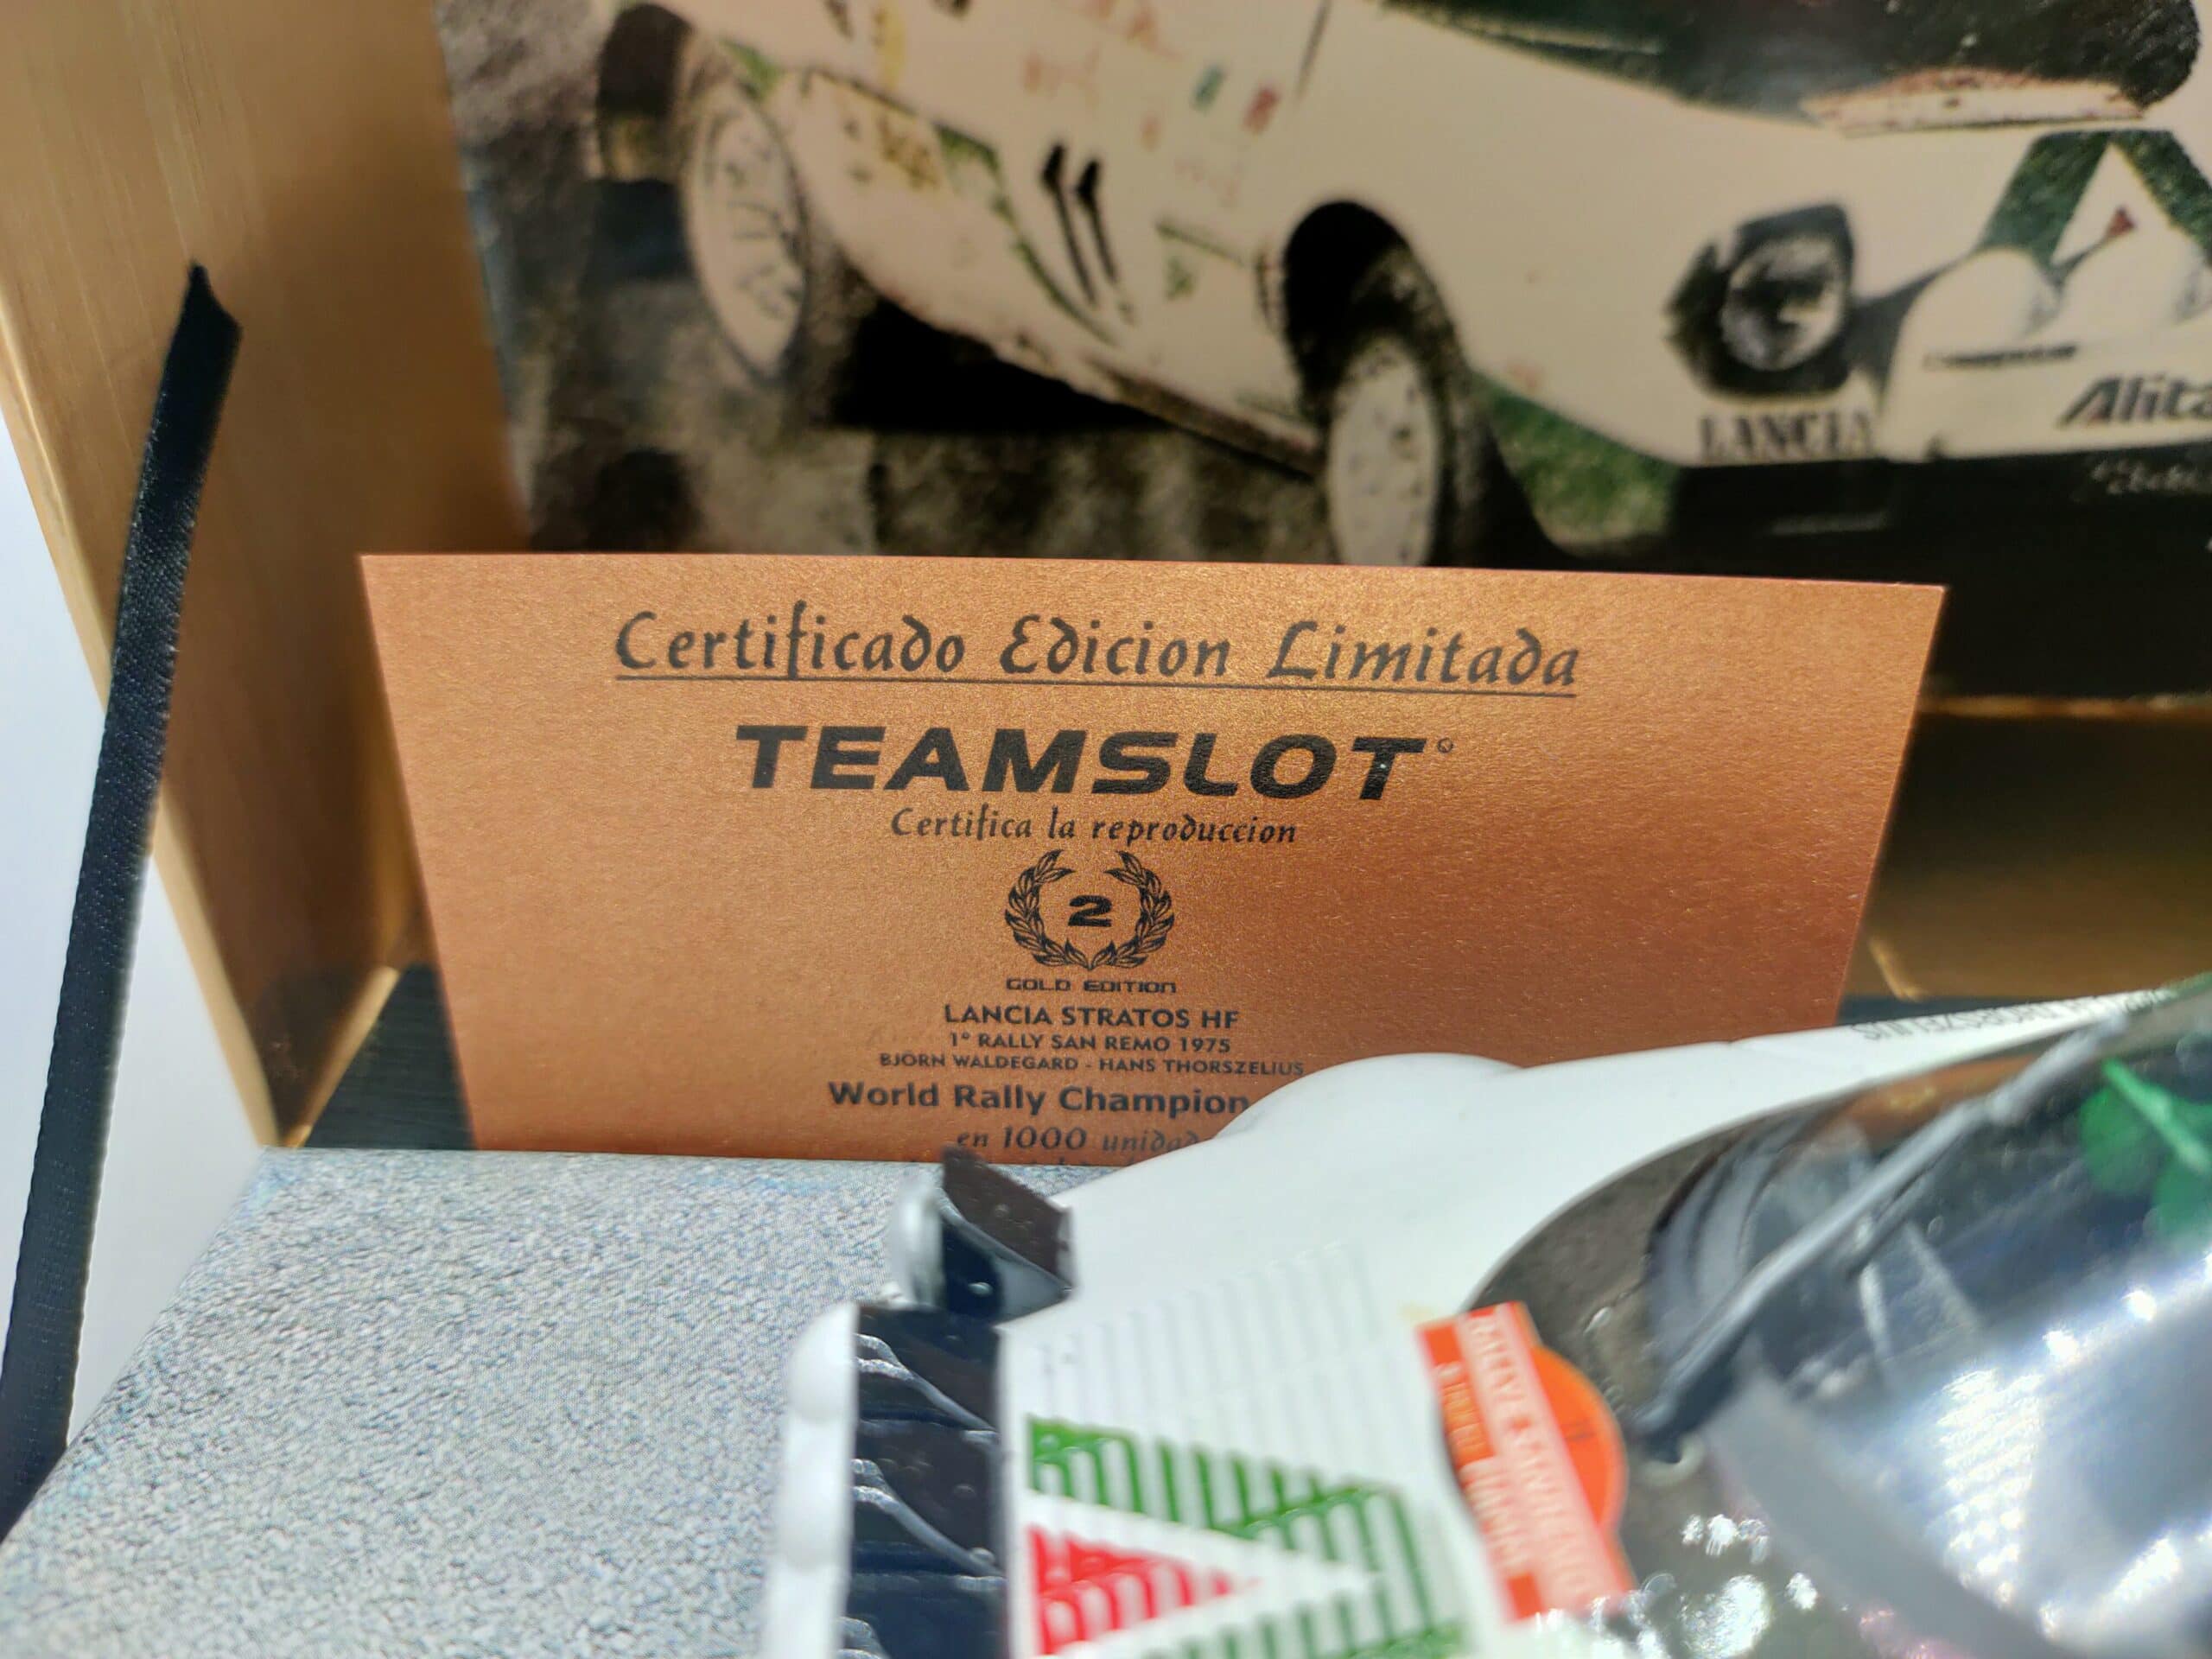 LANCIA
Certificado Edicion Limitada
TEAMSLOT
Certifica la reproduccion
2
GOLD EDITION
LANCIA STRATOS HF
1º RALLY SAN REMO 1975
BJORN WALDEGARD - HANS THORSZELIUS
World Rally Champion
en 1000